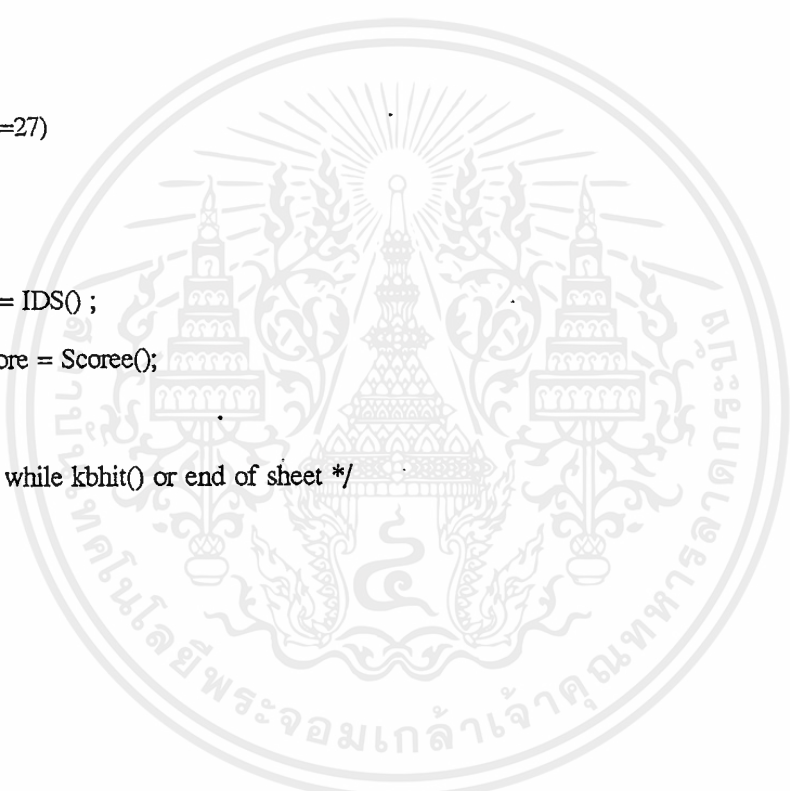 =27)
= IDS() ;
ore = Scoree();
while kbhit() or end of sheet */
สถาบันเทคโนโลยีพระจอมเกล้าเจ้าคุณทหารลาดกระบัง